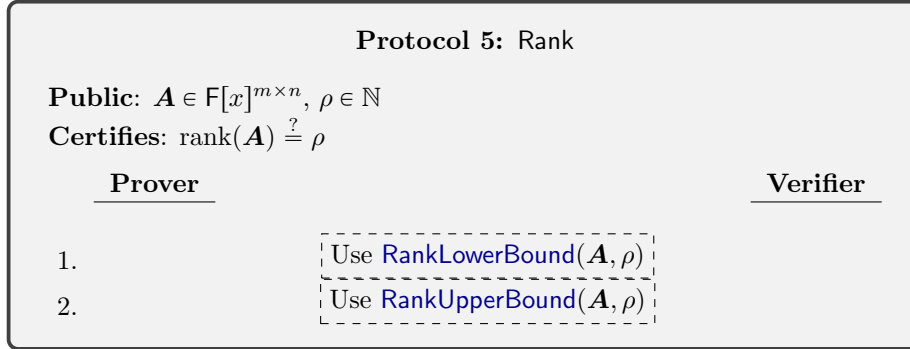 Protocol 5: Rank
Public: A ∈ F[x]^{m×n}, ρ ∈ ℕ
Certifies: rank(A) ≟ ρ
Prover Verifier
1. Use RankLowerBound(A, ρ)
2. Use RankUpperBound(A, ρ)